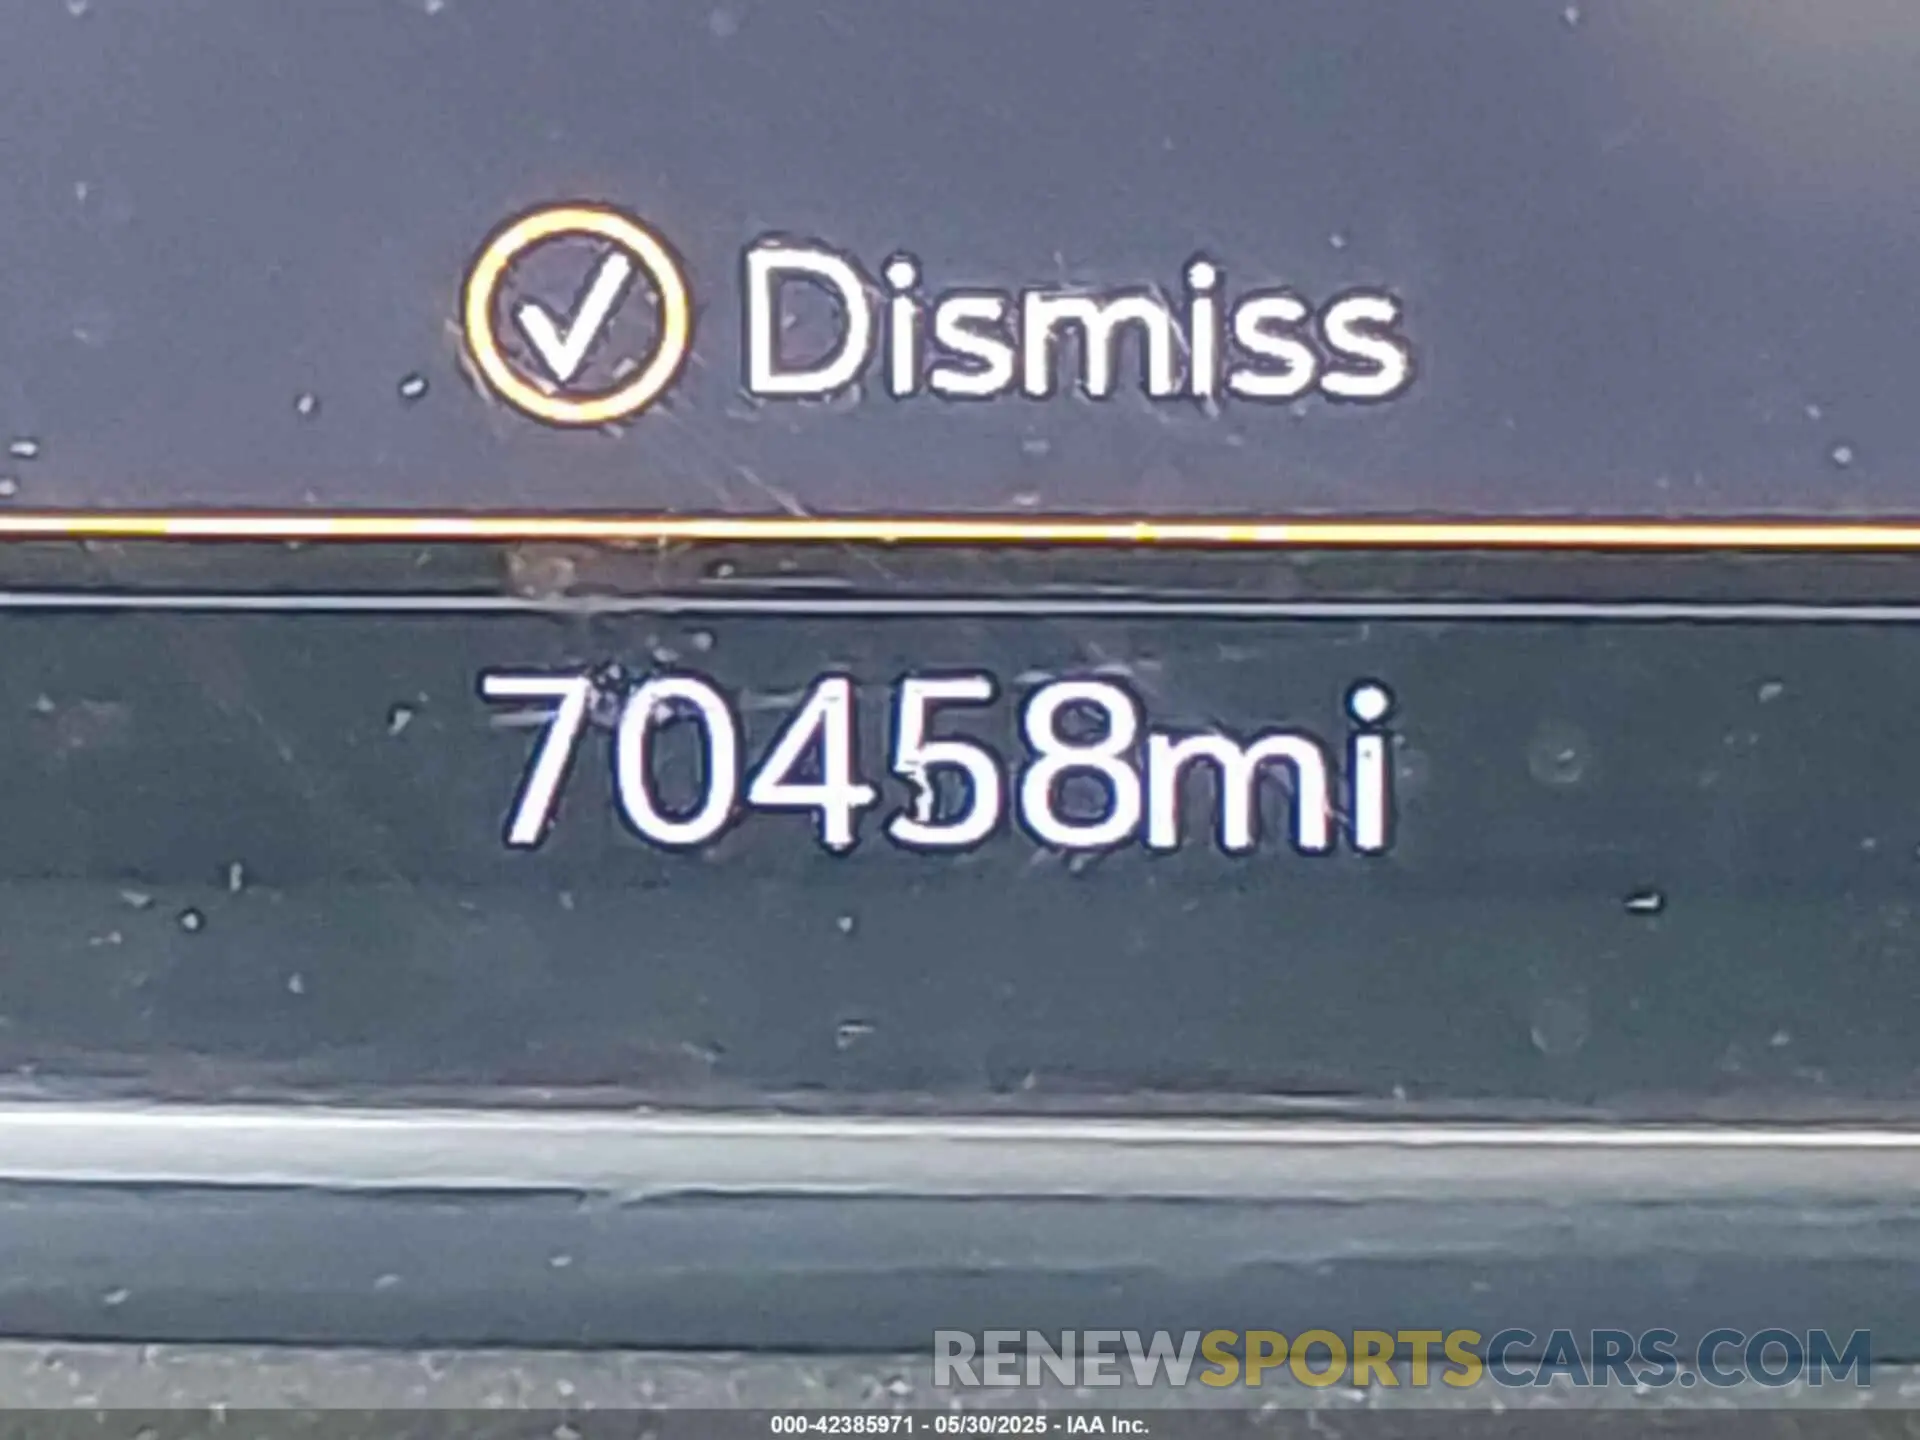 Dismiss
70458mi
RENEWSPORTSCARS.COM
000-42385971 - 05/30/2025 - IAA Inc.